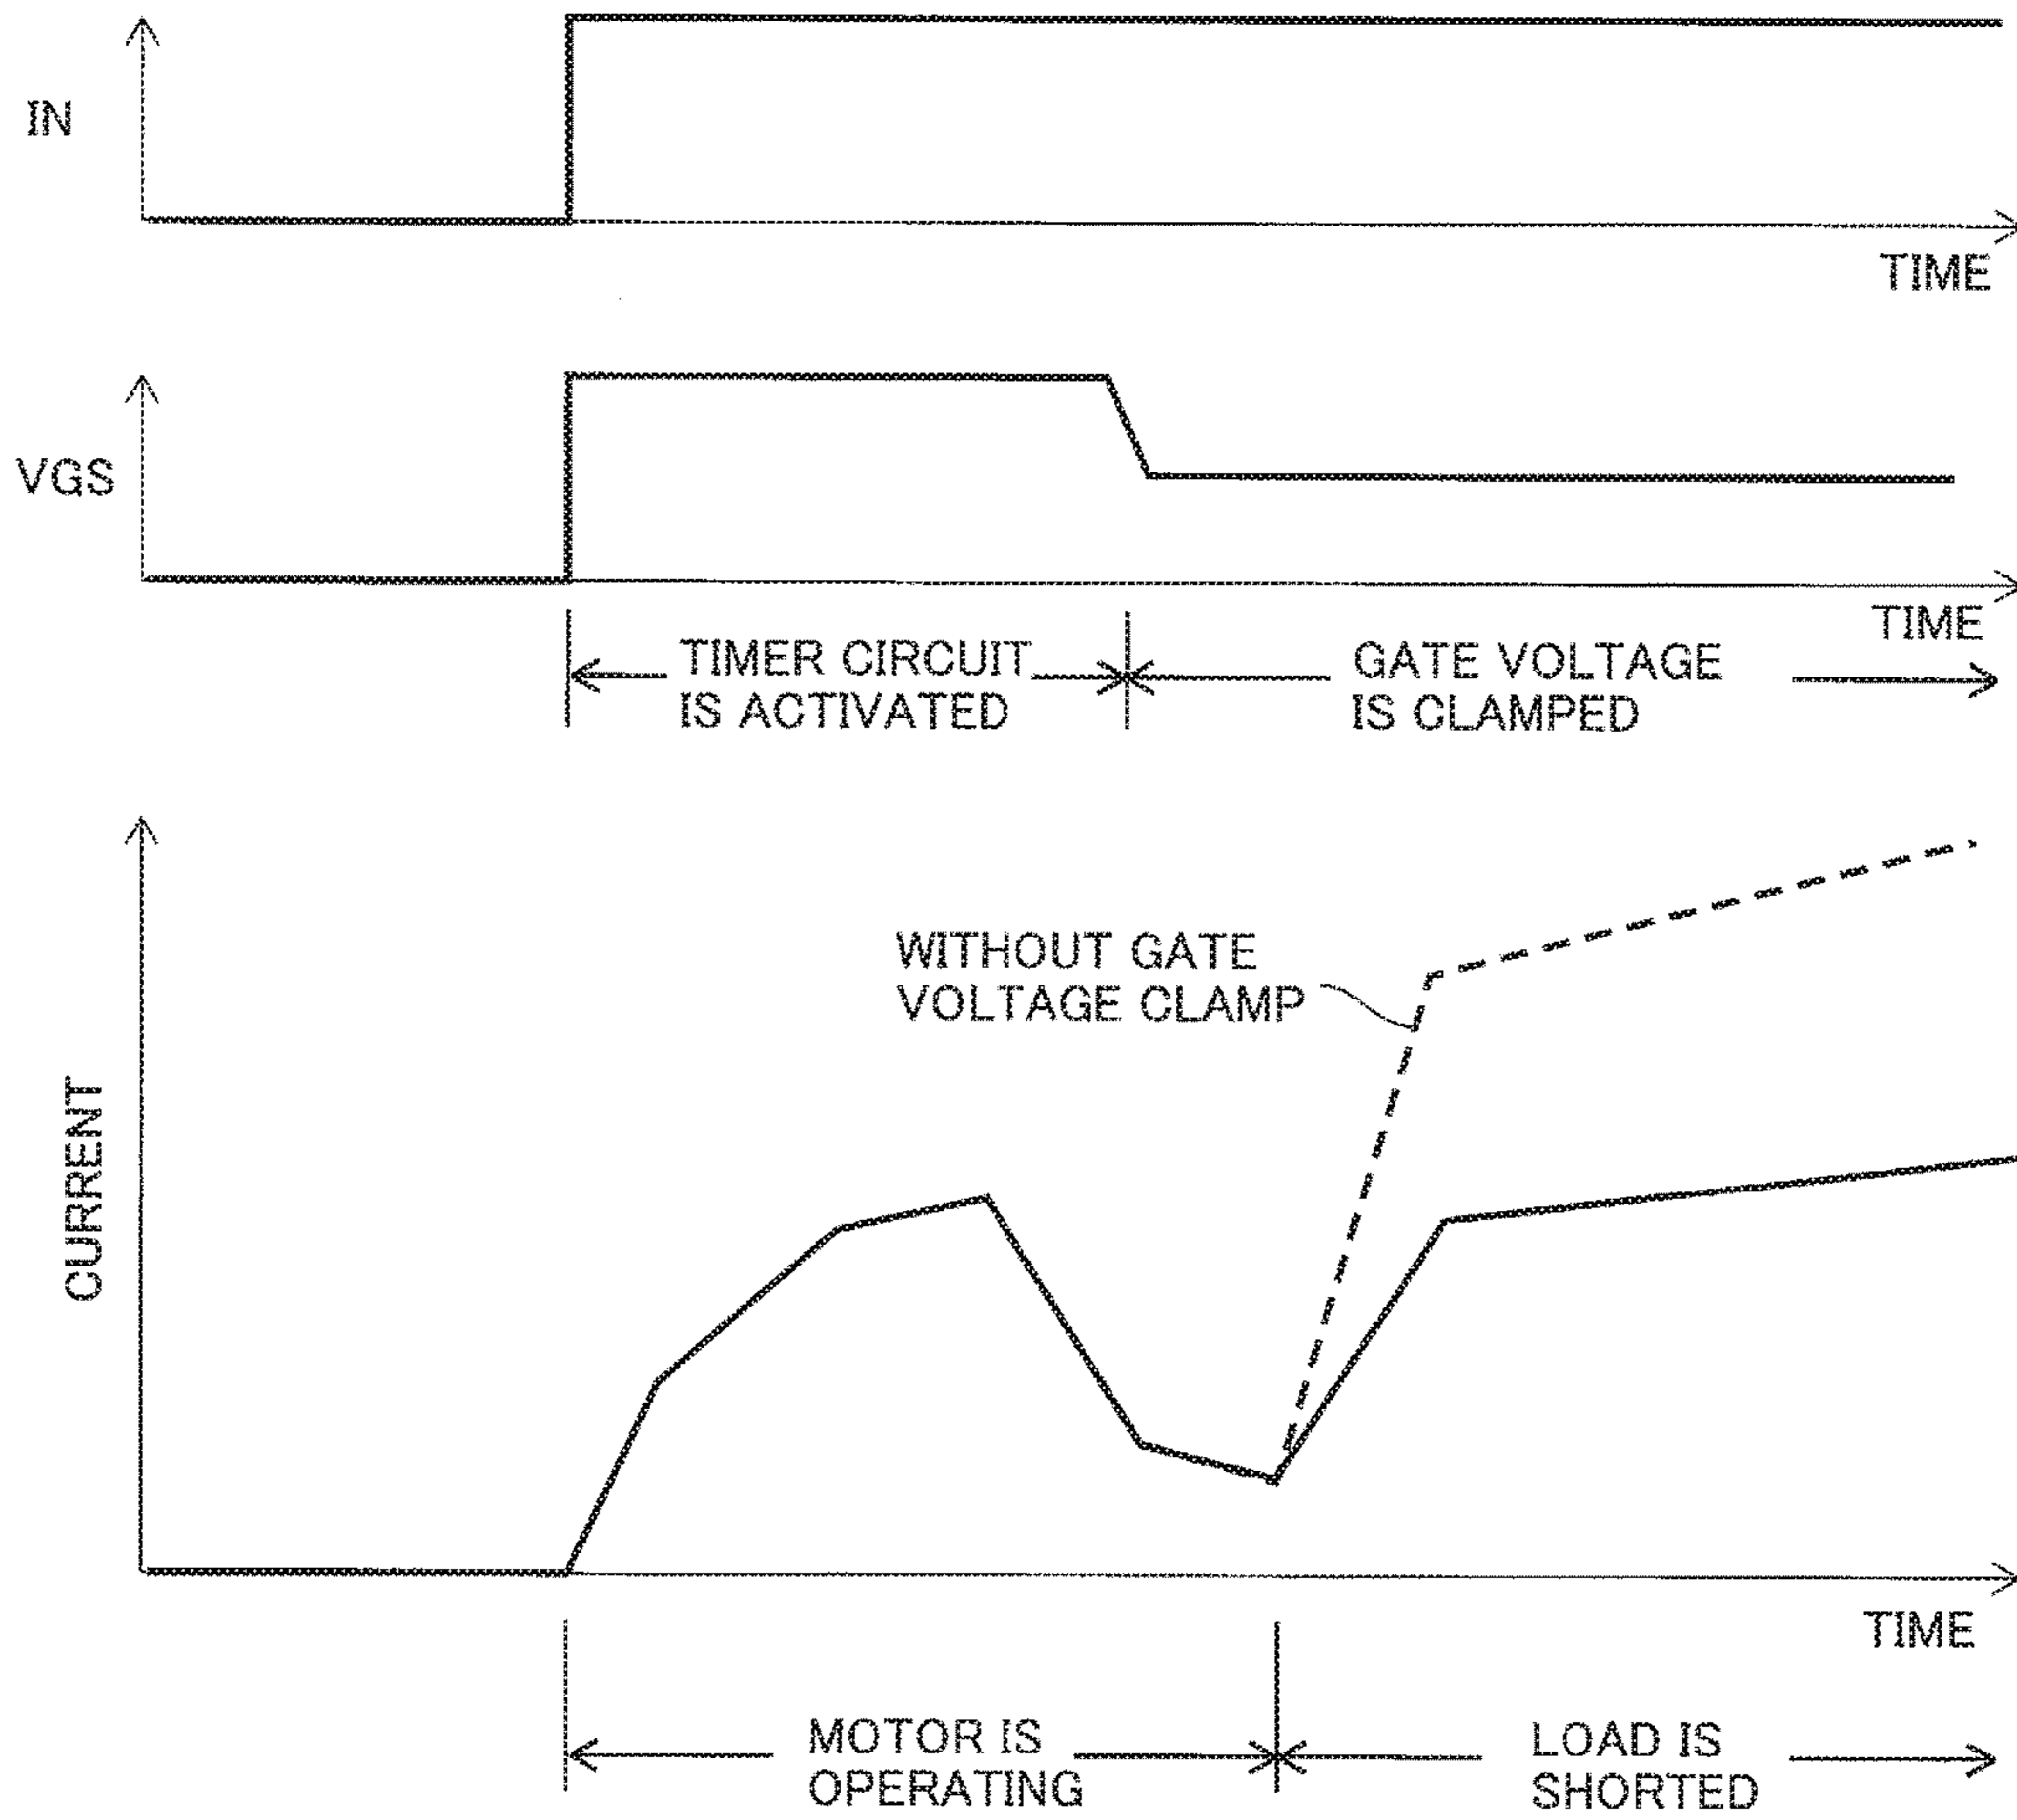 IN
TIME
VGS
TIME
TIMER CIRCUIT
IS ACTIVATED
GATE VOLTAGE
IS CLAMPED
WITHOUT GATE
VOLTAGE CLAMP
CURRENT
TIME
MOTOR IS
OPERATING
LOAD IS
SHORTED